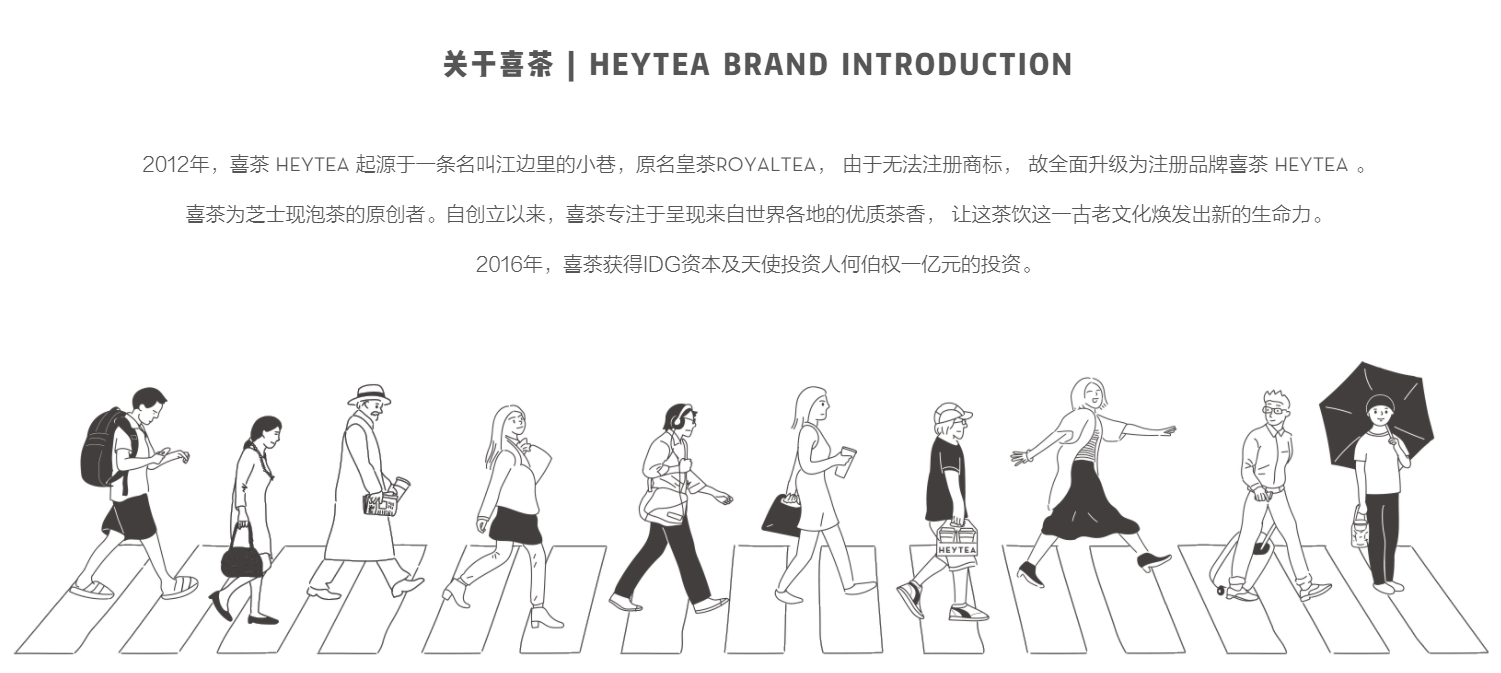 关于喜茶 | HEYTEA BRAND INTRODUCTION
2012年，喜茶 HEYTEA 起源于一条名叫江边里的小巷，原名皇茶ROYALTEA， 由于无法注册商标， 故全面升级为注册品牌喜茶 HEYTEA 。
喜茶为芝士现泡茶的原创者。自创立以来，喜茶专注于呈现来自世界各地的优质茶香， 让这茶饮这一古老文化焕发出新的生命力。
2016年，喜茶获得IDG资本及天使投资人何伯权一亿元的投资。
HEYTEA